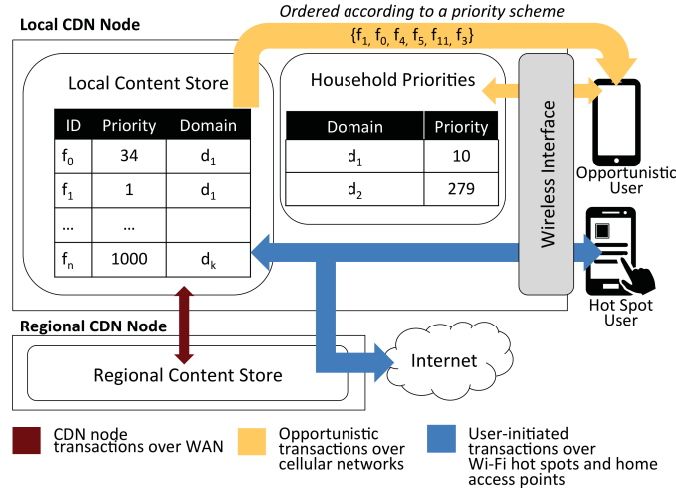 Ordered according to a priority scheme
Local CDN Node
{f1, f0, f4, f5, f11, f3}
Local Content Store
ID Priority Domain
f0 34 d1
f1 1 d1
... ...
fn 1000 dk
Household Priorities
Domain Priority
d1 10
d2 279
Wireless Interface
Opportunistic
User
Hot Spot
User
Regional CDN Node
Regional Content Store
Internet
CDN node
transactions over WAN
Opportunistic
transactions over
cellular networks
User-initiated
transactions over
Wi-Fi hot spots and home
access points